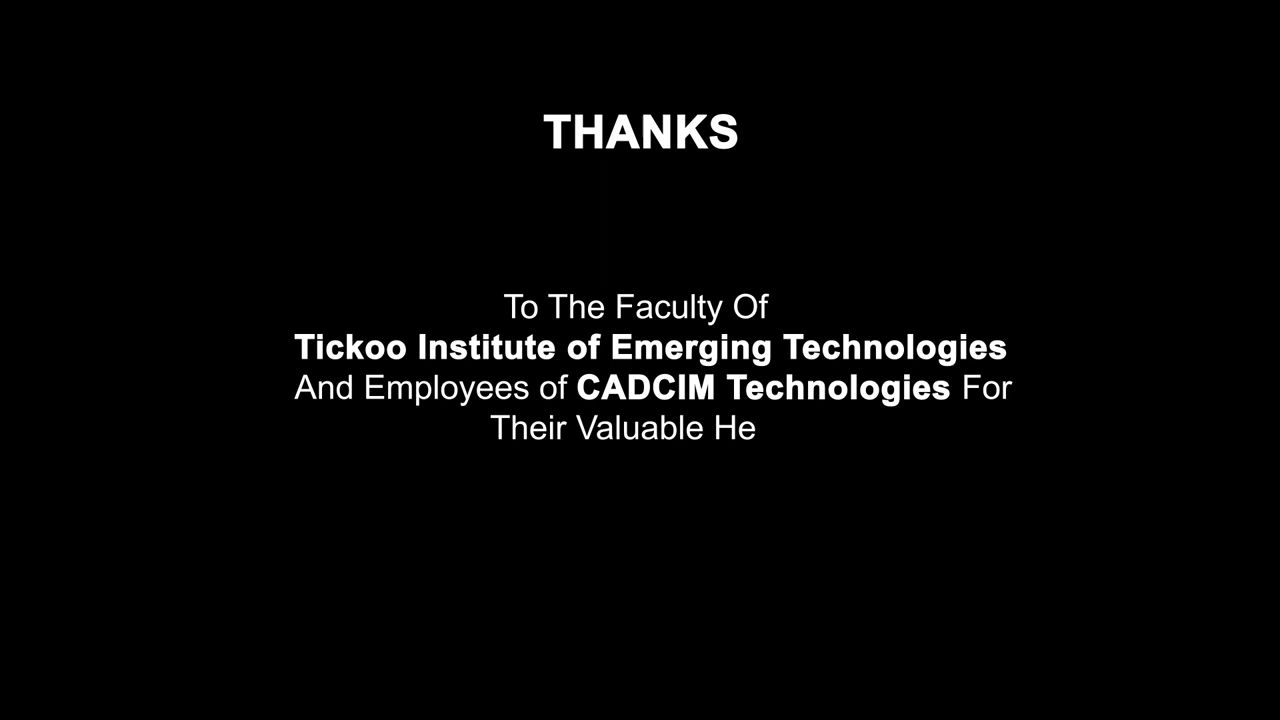 THANKS
To The Faculty Of
Tickoo Institute of Emerging Technologies
And Employees of CADCIM Technologies For
Their Valuable He